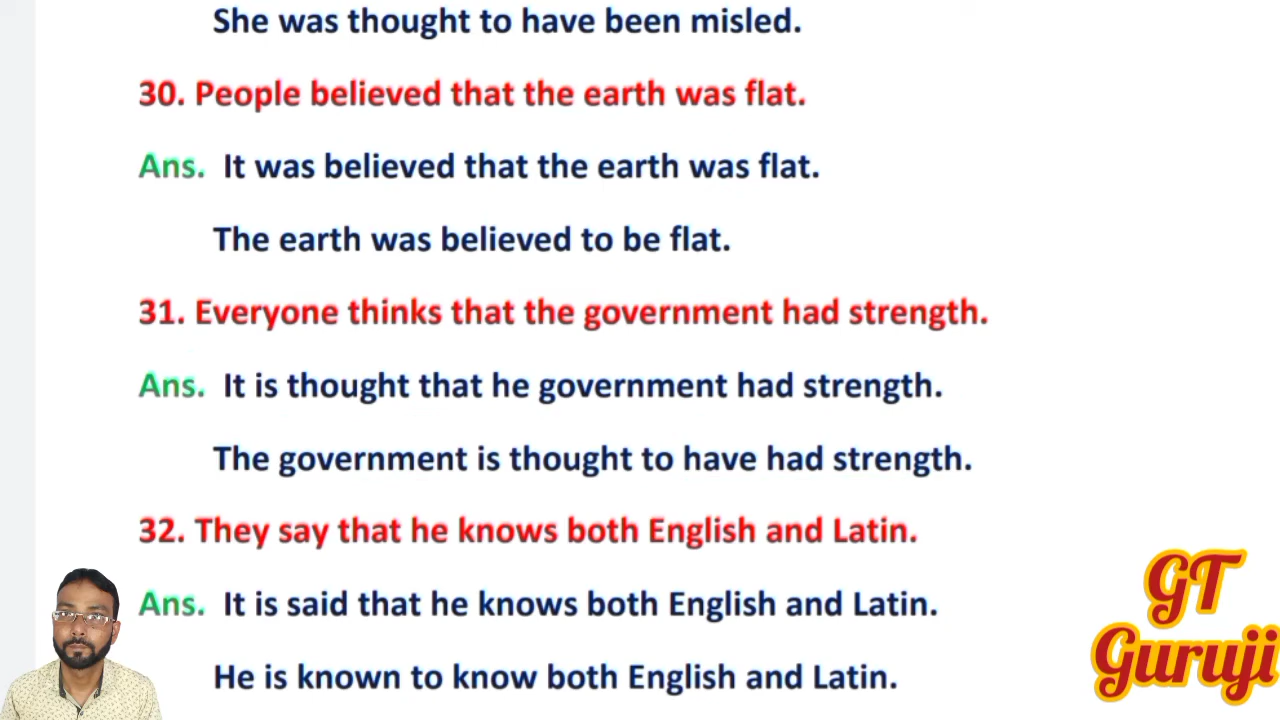 She was thought to have been misled.
30. People believed that the earth was flat.
Ans. It was believed that the earth was flat.
The earth was believed to be flat.
31. Everyone thinks that the government had strength.
Ans. It is thought that he government had strength.
The government is thought to have had strength.
32. They say that he knows both English and Latin.
Ans. It is said that he knows both English and Latin.
He is known to know both English and Latin.
GT
Guruji